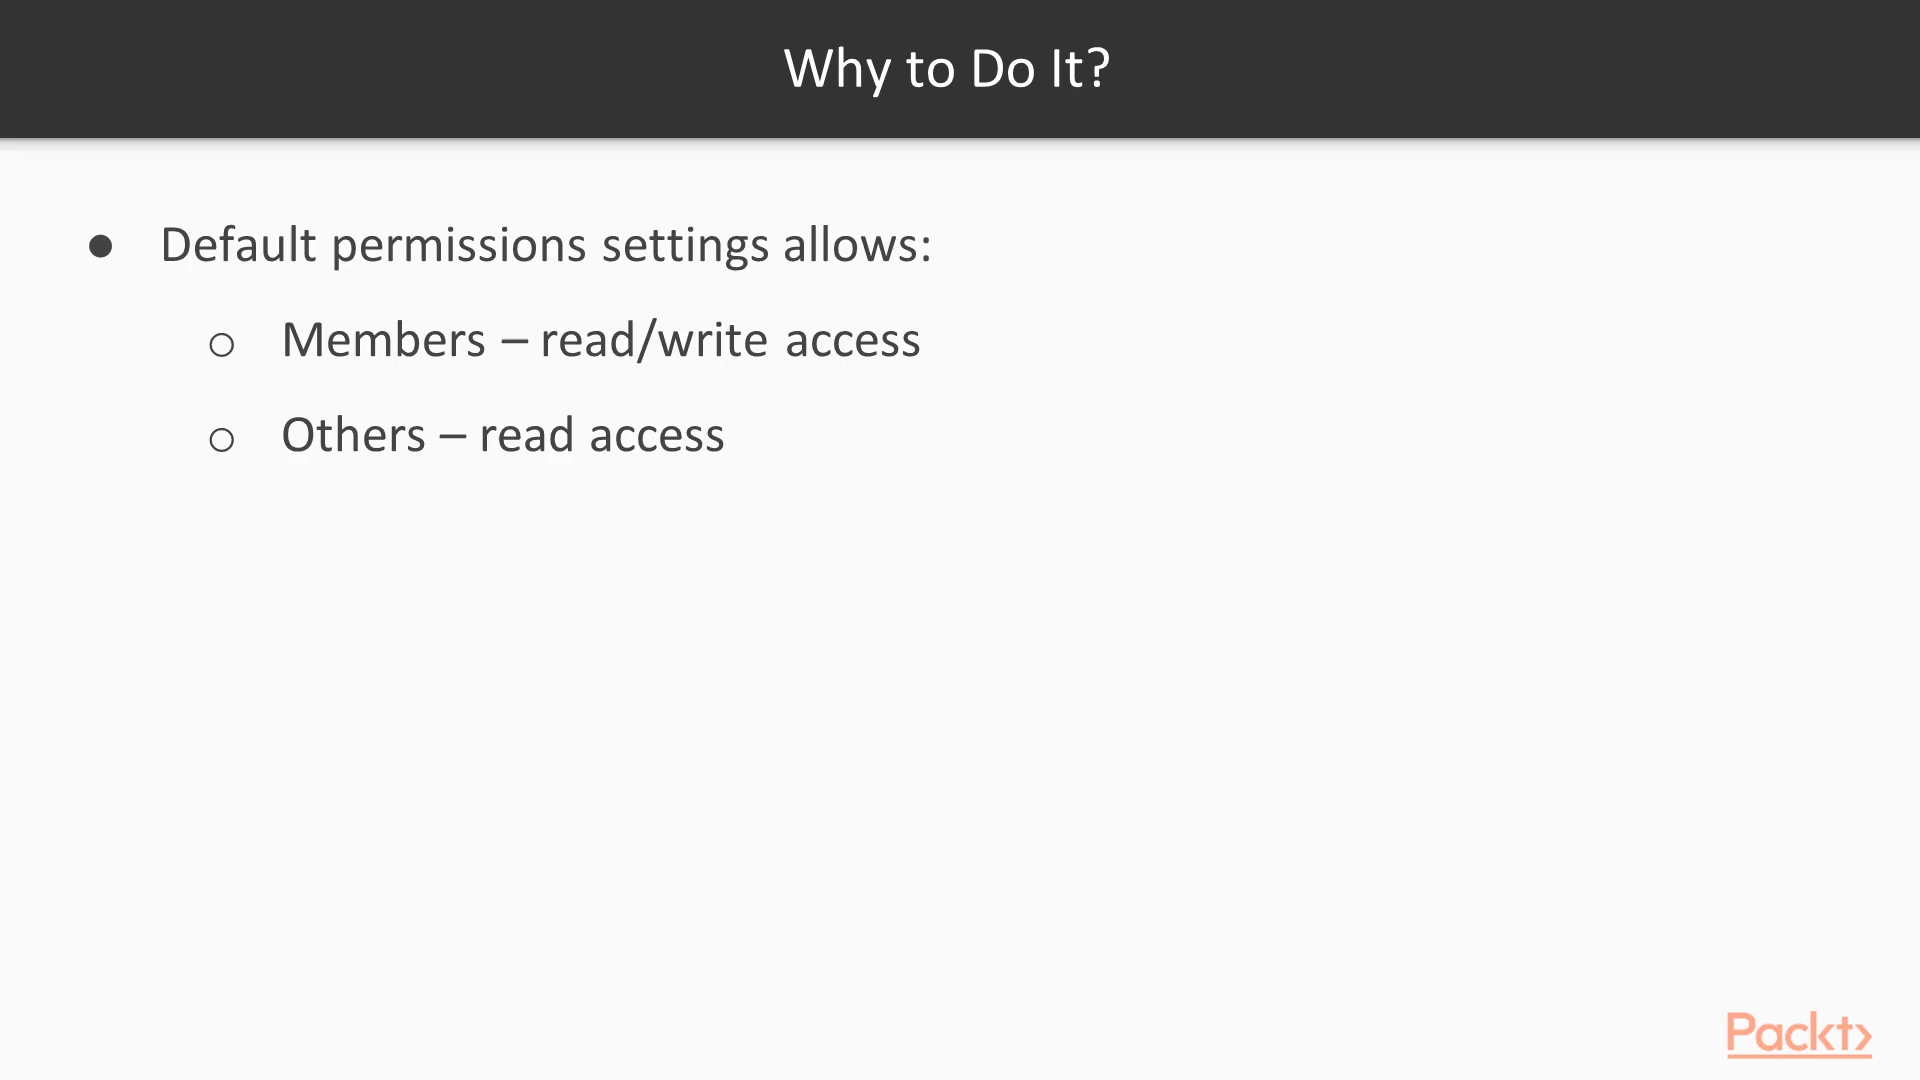 Why to Do It?
● Default permissions settings allows:
○ Members – read/write access
○ Others – read access
Packt>